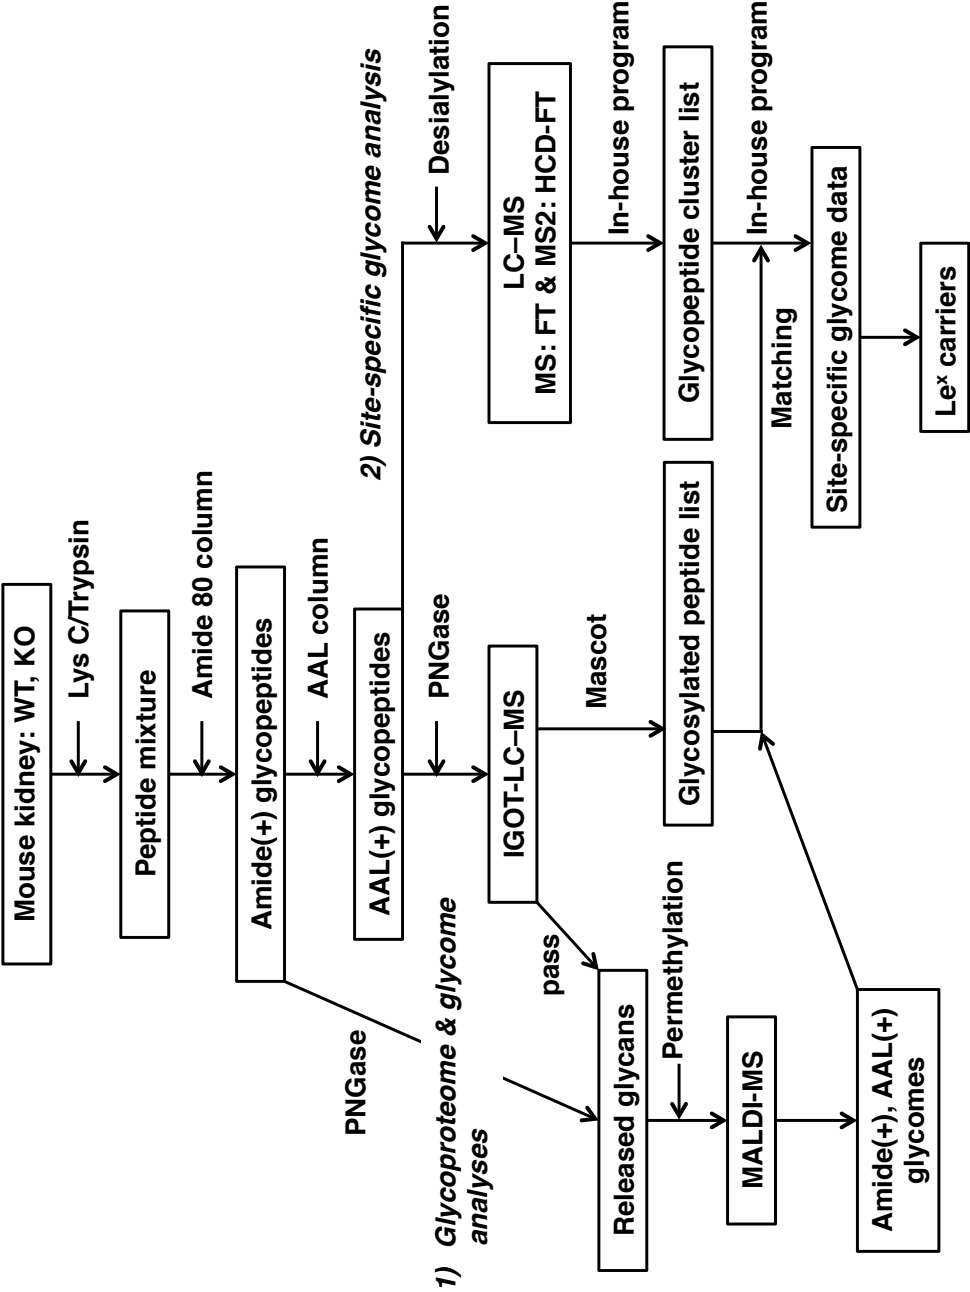 Mouse kidney: WT, KO
Lys C/Trypsin
Peptide mixture
Amide 80 column
Amide(+) glycopeptides
AAL column
PNGase
AAL(+) glycopeptides
2) Site-specific glycome analysis
1) Glycoproteome & glycome
analyses
PNGase
Desialylation
IGOT-LC–MS
LC–MS
MS: FT & MS2: HCD-FT
pass
Mascot
In-house program
Released glycans
Glycosylated peptide list
Glycopeptide cluster list
Permethylation
MALDI-MS
Matching
In-house program
Amide(+), AAL(+)
glycomes
Site-specific glycome data
Leˣ carriers